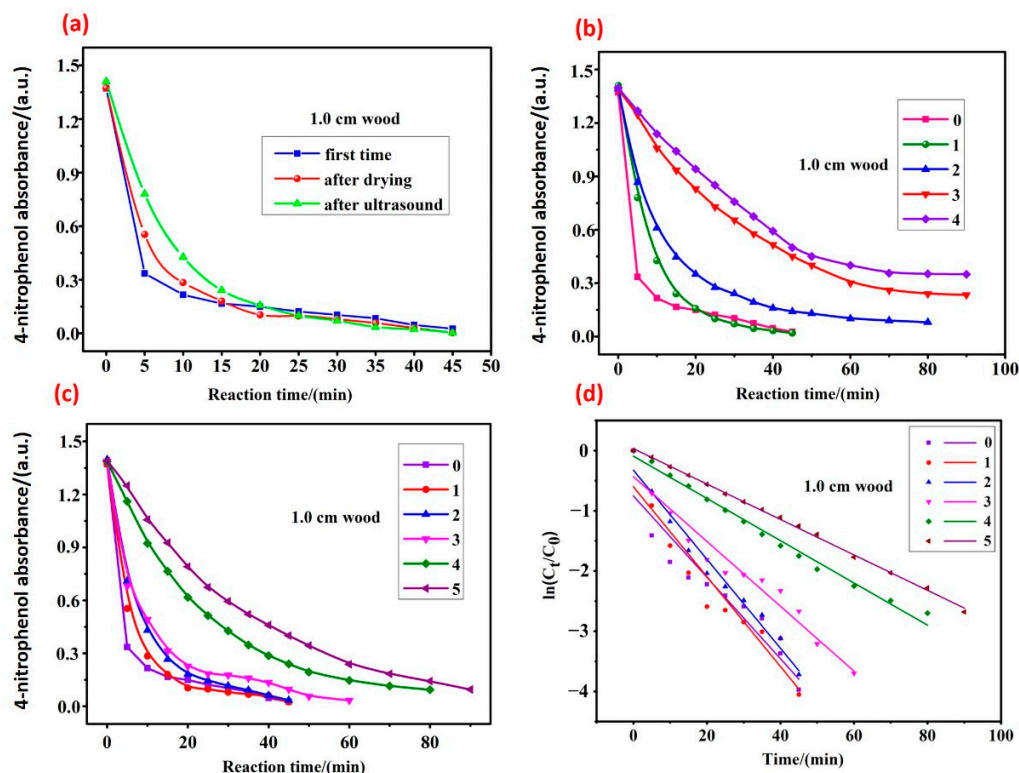 (a)
4-nitrophenol absorbance/(a.u.)
1.5
1.2
0.9
0.6
0.3
0.0
1.0 cm wood
first time
after drying
after ultrasound
0 5 10 15 20 25 30 35 40 45 50
Reaction time/(min)
(b)
4-nitrophenol absorbance/(a.u.)
1.5
1.2
0.9
0.6
0.3
0.0
1.0 cm wood
0
1
2
3
4
0 20 40 60 80 100
Reaction time/(min)
(c)
4-nitrophenol absorbance/(a.u.)
1.5
1.2
0.9
0.6
0.3
0.0
1.0 cm wood
0
1
2
3
4
5
0 20 40 60 80
Reaction time/(min)
(d)
ln(Ct/C0)
0
−1
−2
−3
−4
1.0 cm wood
0
1
2
3
4
5
0 20 40 60 80 100
Time/(min)